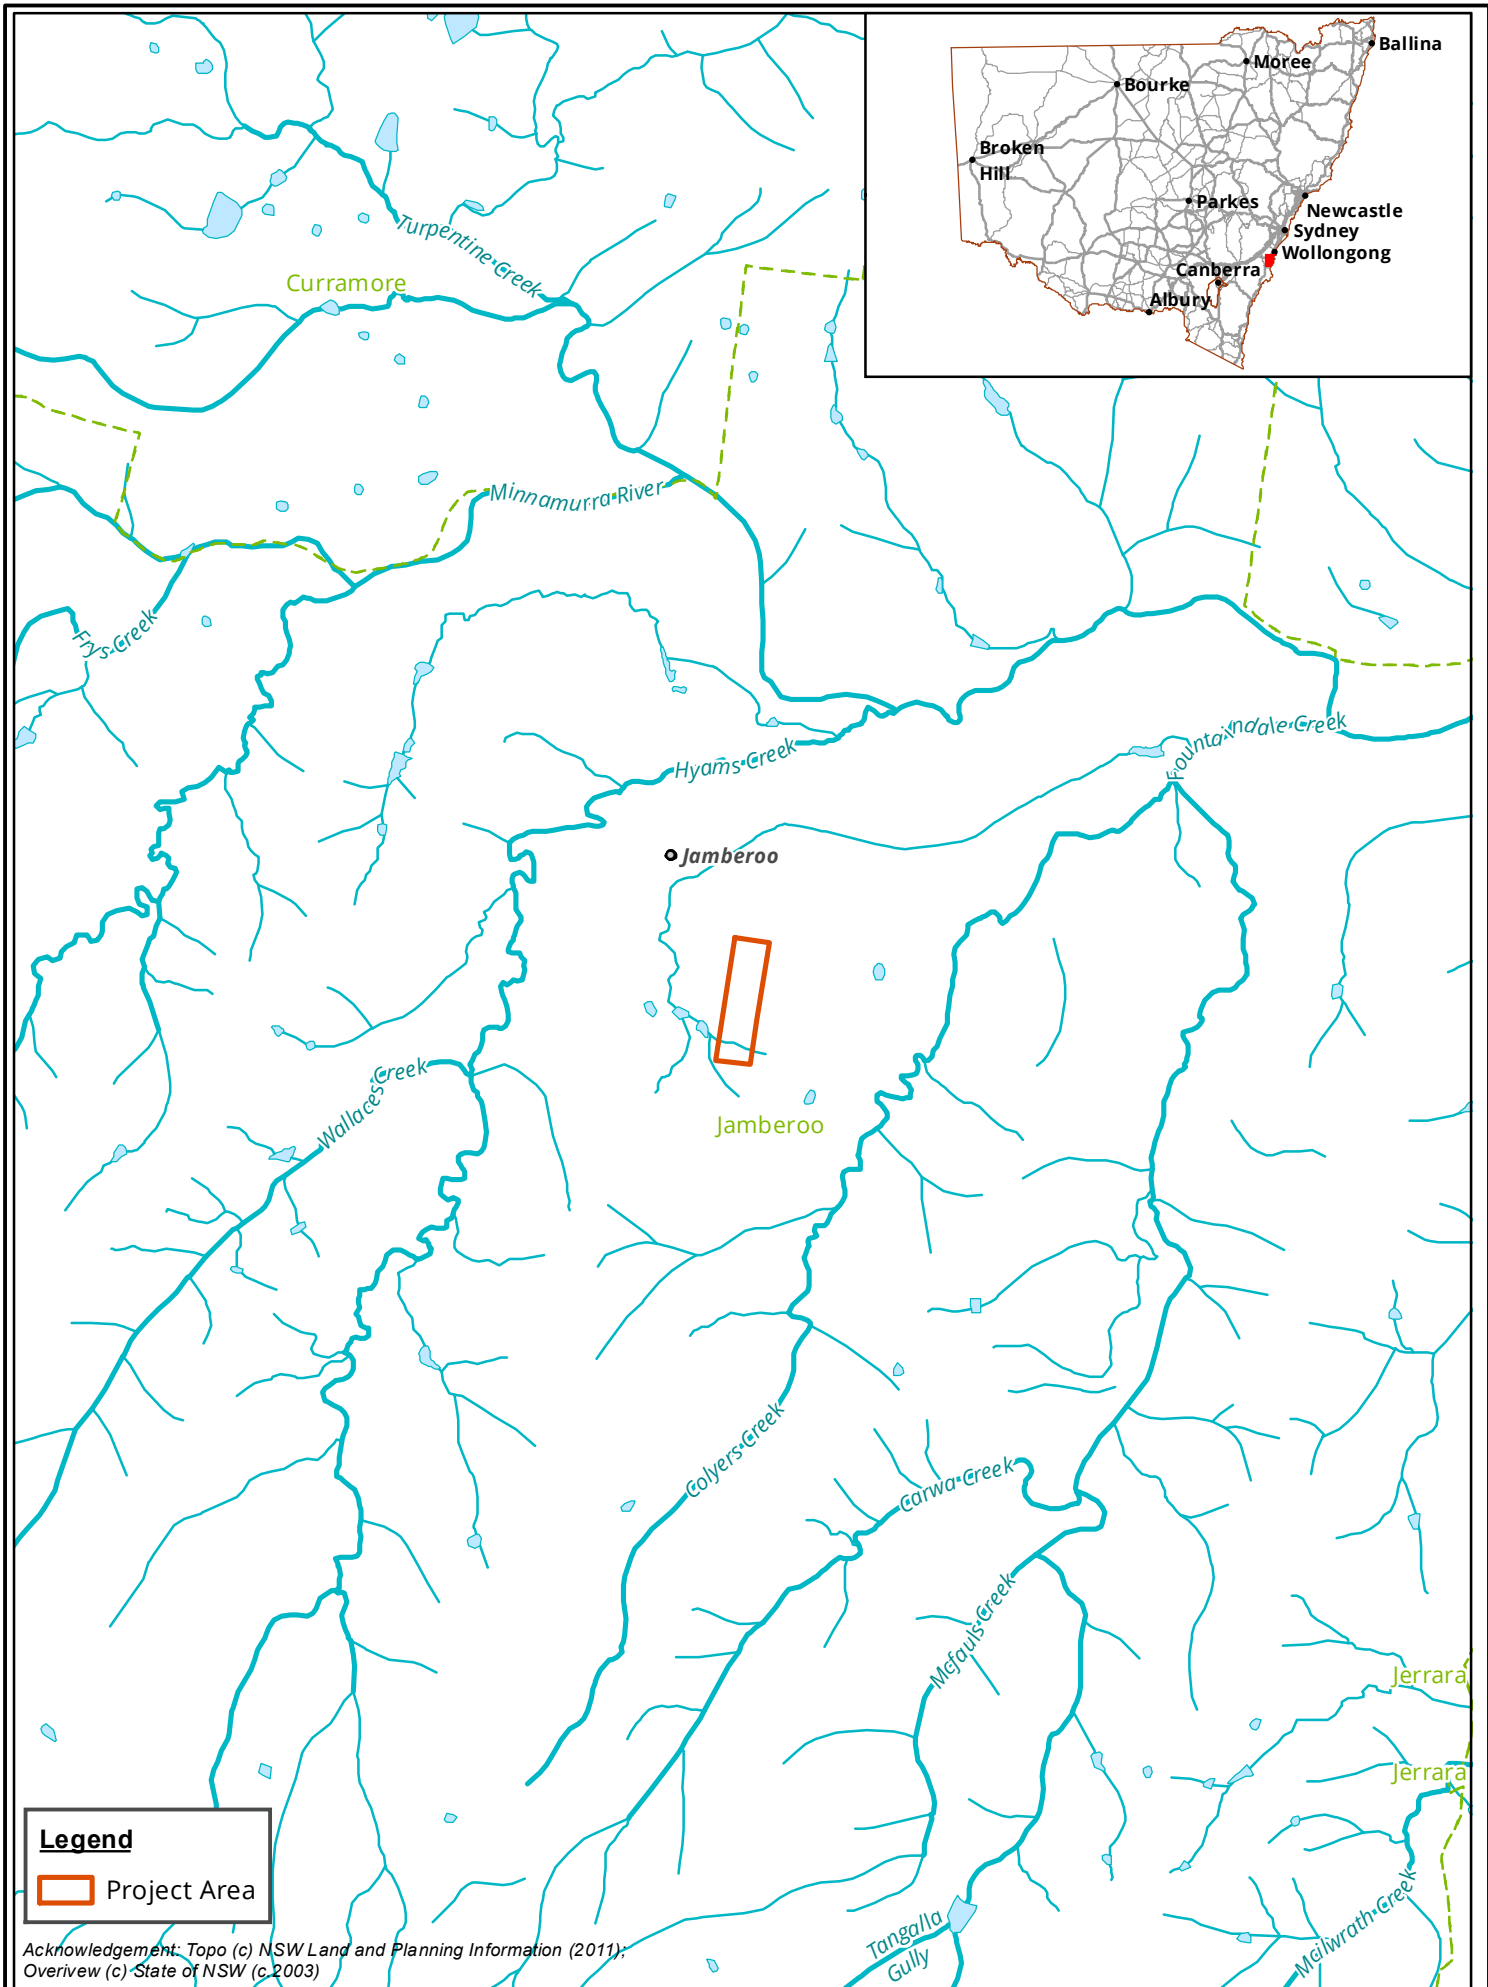 Ballina
Moree
Bourke
Broken
Hill
Parkes
Newcastle
Sydney
Wollongong
Canberra
Albury
Turpentine Creek
Curramore
Minnamurra River
Frys Creek
Fountaindale Creek
Hyams Creek
Jamberoo
Wallaces Creek
Jamberoo
Colyers Creek
Carwa Creek
Mcfauls Creek
Jerrara
Jerrara
Mciiwrath Creek
Tangalla
Gully
Legend
Project Area
Acknowledgement: Topo (c) NSW Land and Planning Information (2011);
Overivew (c) State of NSW (c.2003)